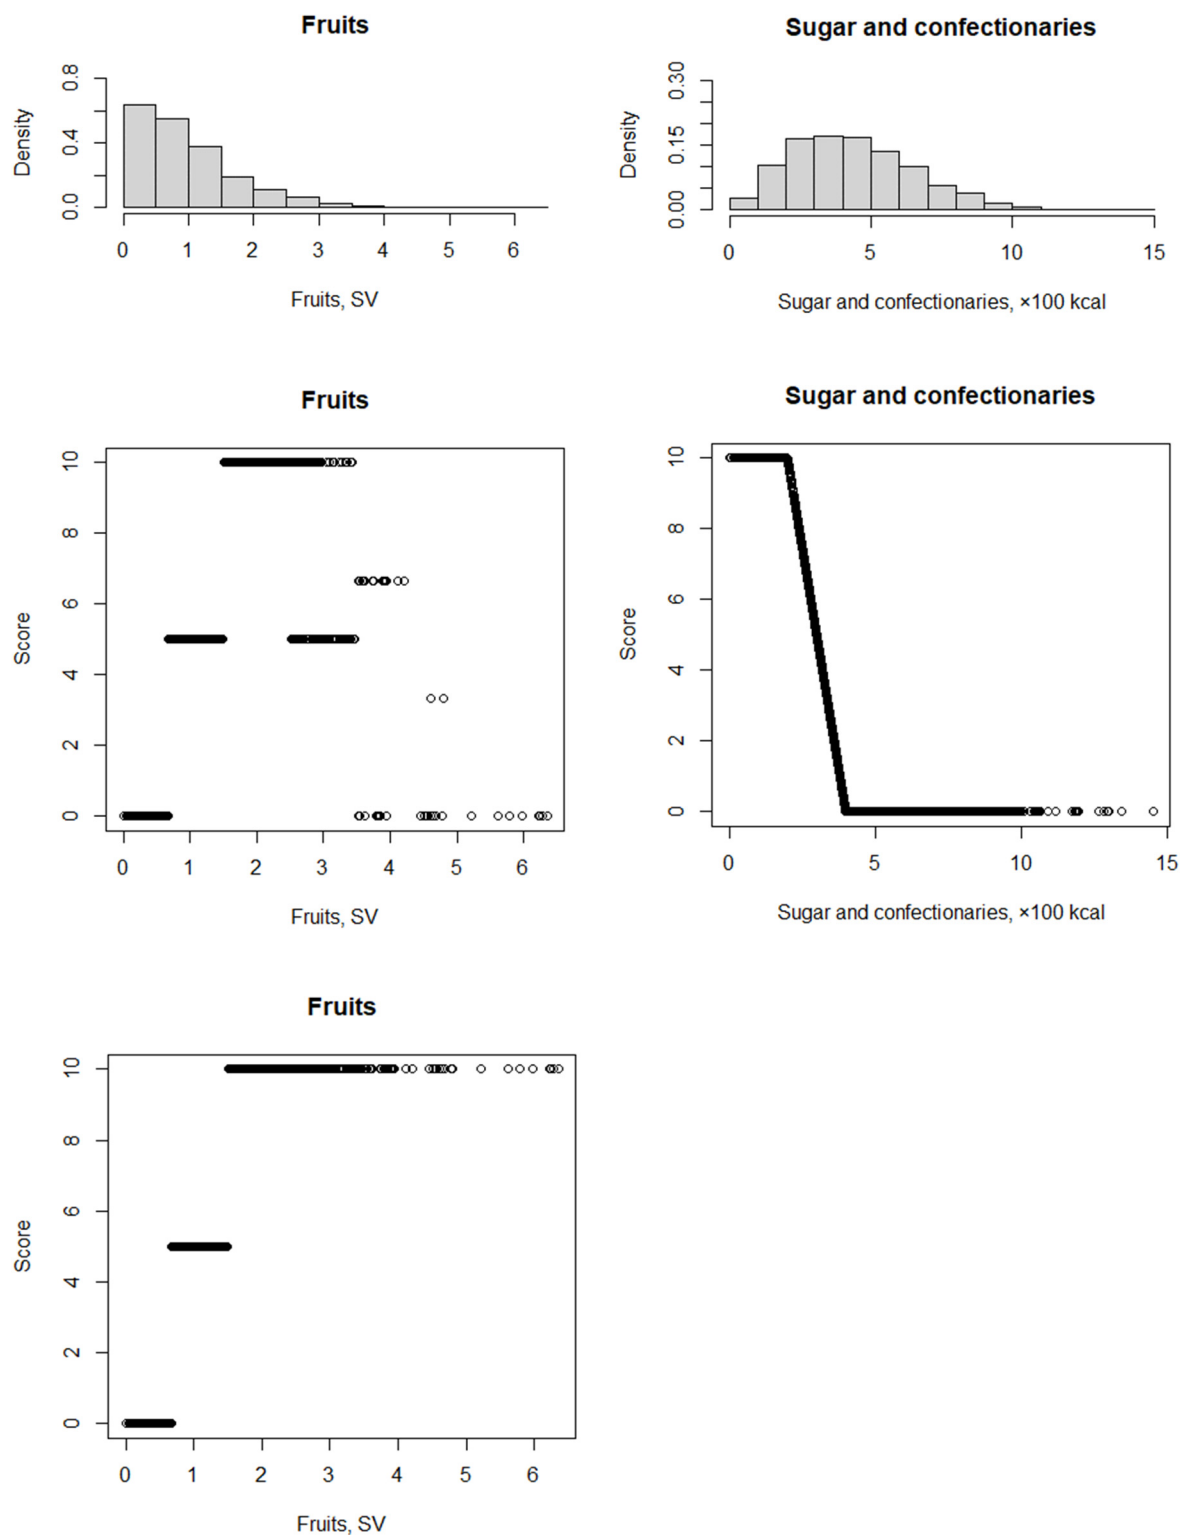 Fruits
Density
0.0 0.4 0.8
0 1 2 3 4 5 6
Fruits, SV
Sugar and confectionaries
Density
0.00 0.15 0.30
0 5 10 15
Sugar and confectionaries, ×100 kcal
Fruits
Score
0 2 4 6 8 10
0 1 2 3 4 5 6
Fruits, SV
Sugar and confectionaries
Score
0 2 4 6 8 10
0 5 10 15
Sugar and confectionaries, ×100 kcal
Fruits
Score
0 2 4 6 8 10
0 1 2 3 4 5 6
Fruits, SV